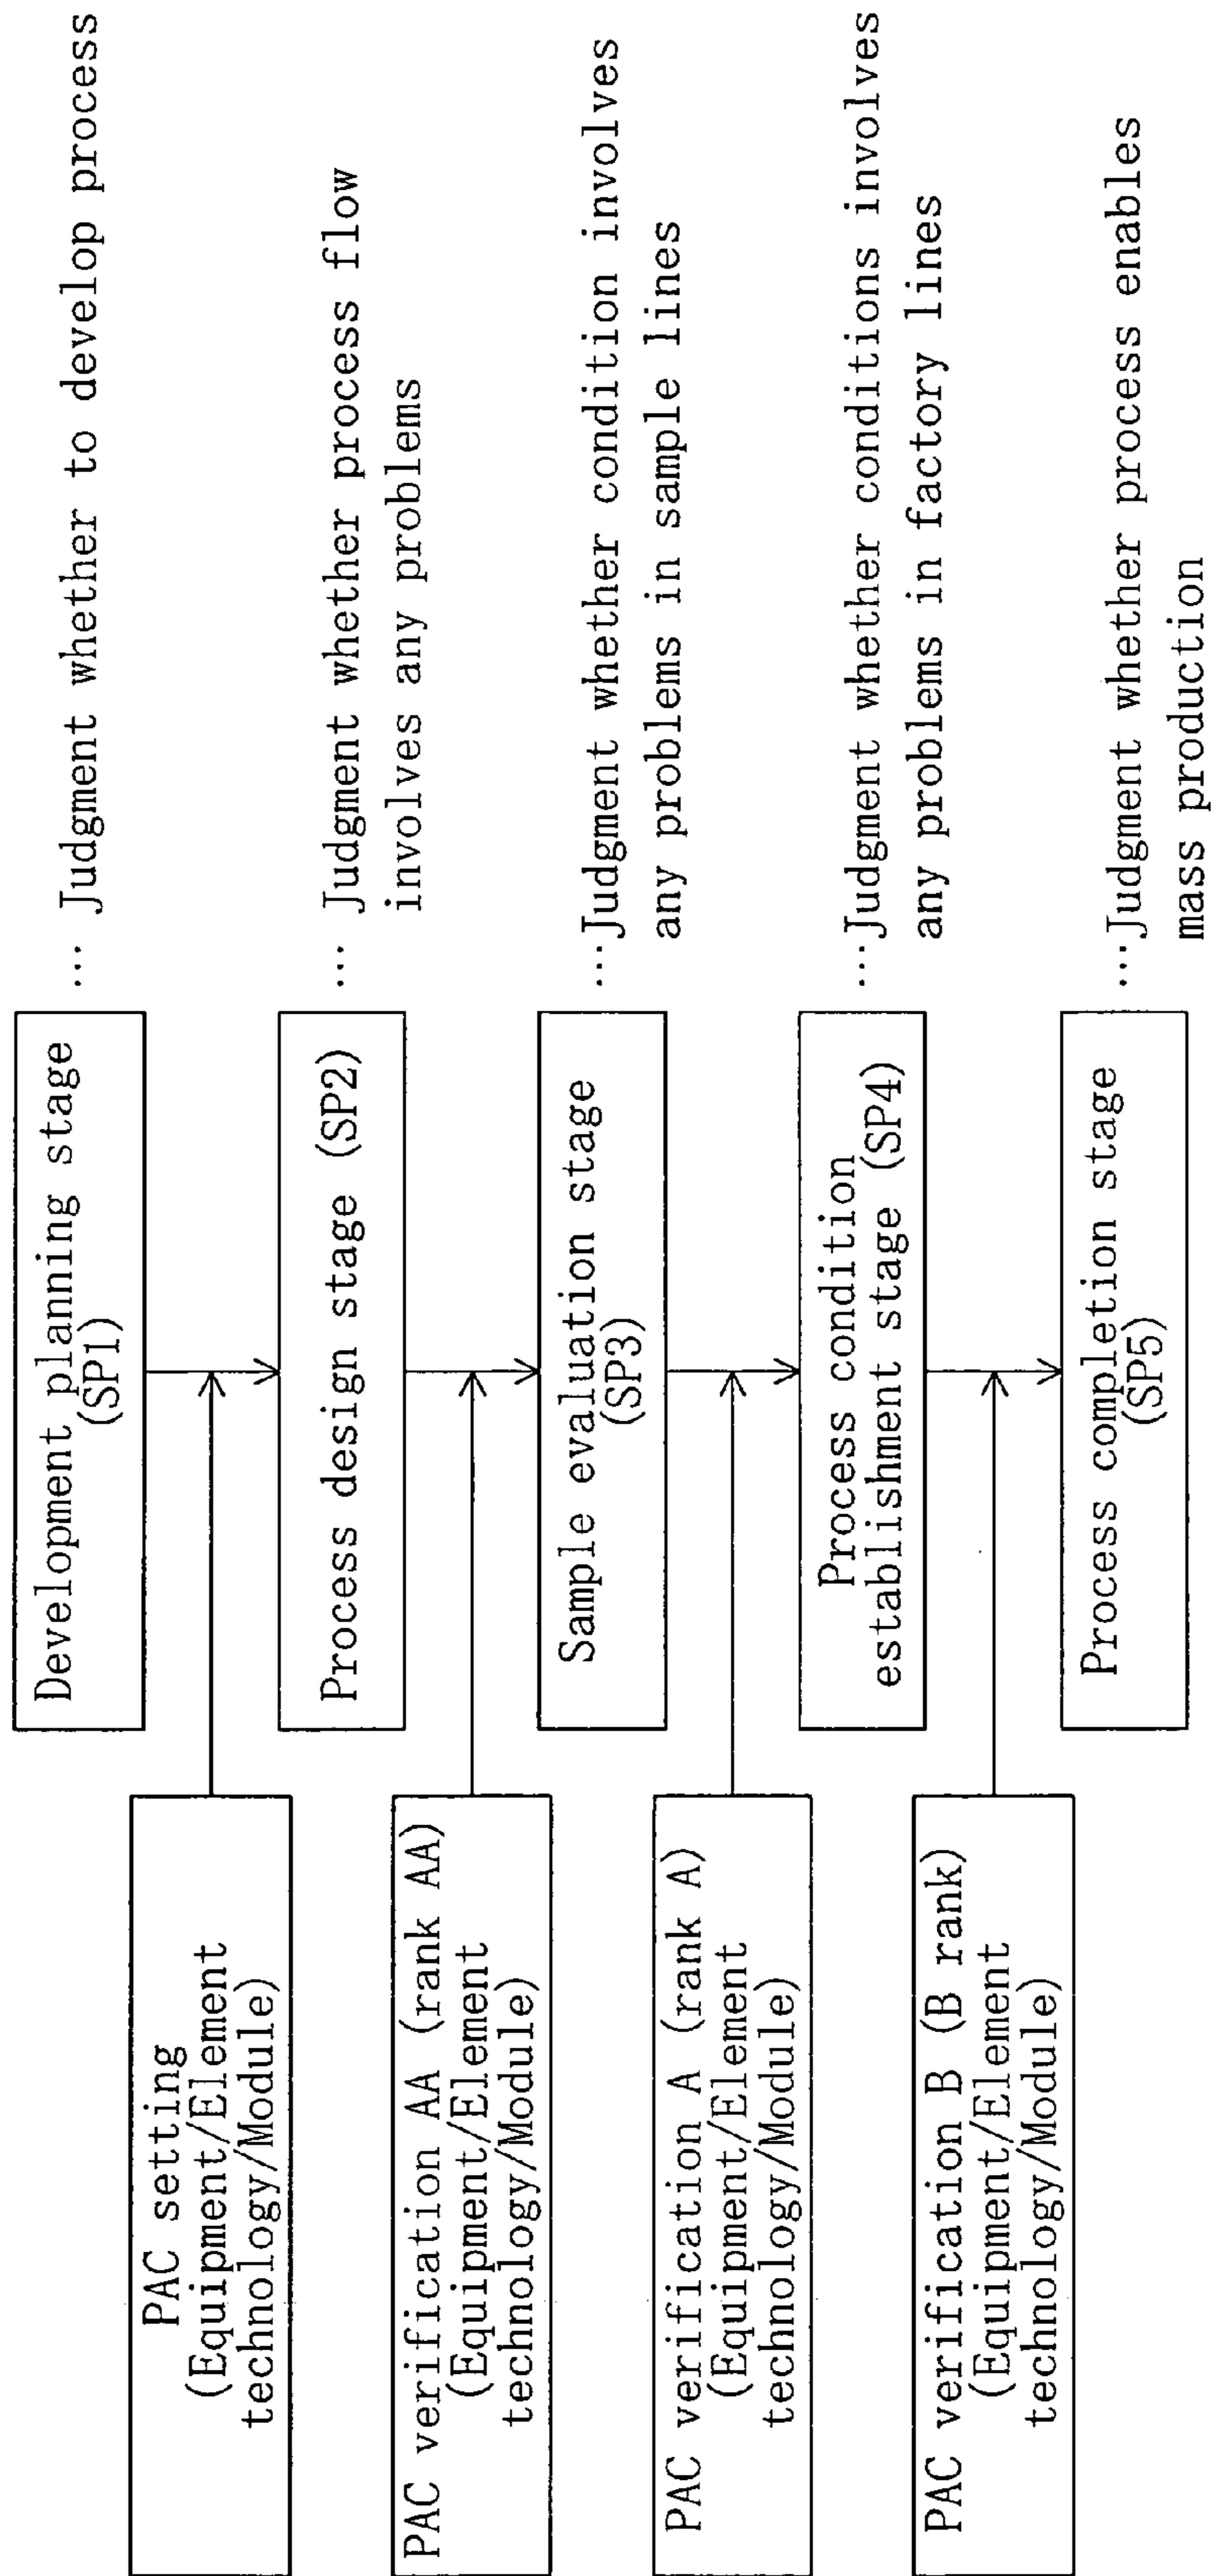 Development planning stage
(SP1)
... Judgment whether to develop process
PAC setting
(Equipment/Element
technology/Module)
Process design stage (SP2)
... Judgment whether process flow
involves any problems
PAC verification AA (rank AA)
(Equipment/Element
technology/Module)
Sample evaluation stage
(SP3)
...Judgment whether condition involves
any problems in sample lines
PAC verification A (rank A)
(Equipment/Element
technology/Module)
Process condition
establishment stage (SP4)
...Judgment whether conditions involves
any problems in factory lines
PAC verification B (B rank)
(Equipment/Element
technology/Module)
Process completion stage
(SP5)
...Judgment whether process enables
mass production